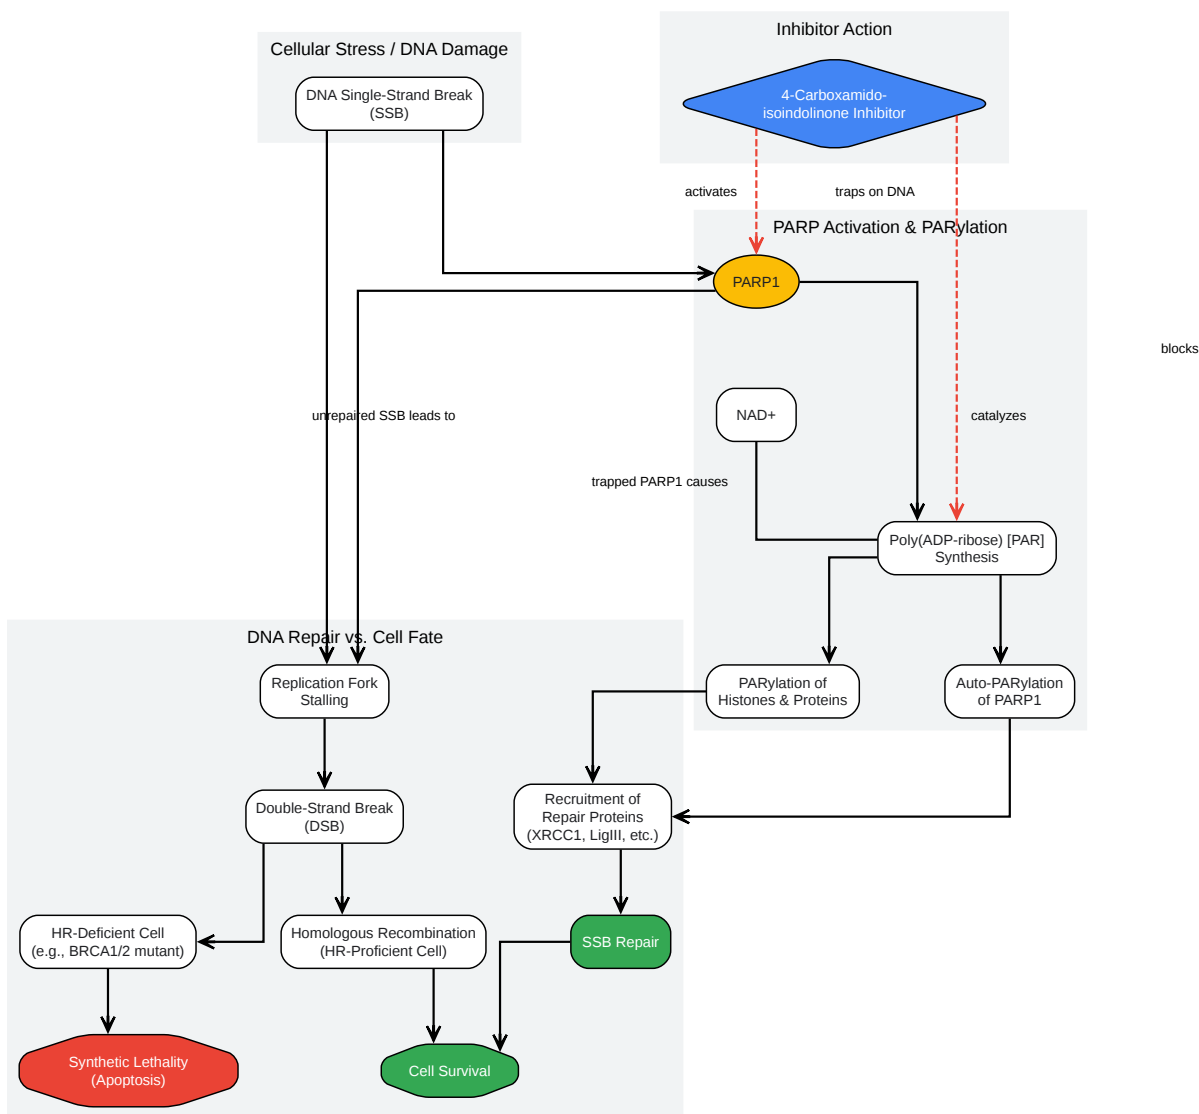 Inhibitor Action
Cellular Stress / DNA Damage
DNA Single-Strand Break
(SSB)
4-Carboxamido-
isoindolinone Inhibitor
activates
traps on DNA
PARP Activation & PARylation
PARP1
blocks
NAD+
unrepaired SSB leads to
catalyzes
trapped PARP1 causes
Poly(ADP-ribose) [PAR]
Synthesis
DNA Repair vs. Cell Fate
Replication Fork
Stalling
PARylation of
Histones & Proteins
Auto-PARylation
of PARP1
Double-Strand Break
(DSB)
Recruitment of
Repair Proteins
(XRCC1, LigIII, etc.)
HR-Deficient Cell
(e.g., BRCA1/2 mutant)
Homologous Recombination
(HR-Proficient Cell)
SSB Repair
Synthetic Lethality
(Apoptosis)
Cell Survival